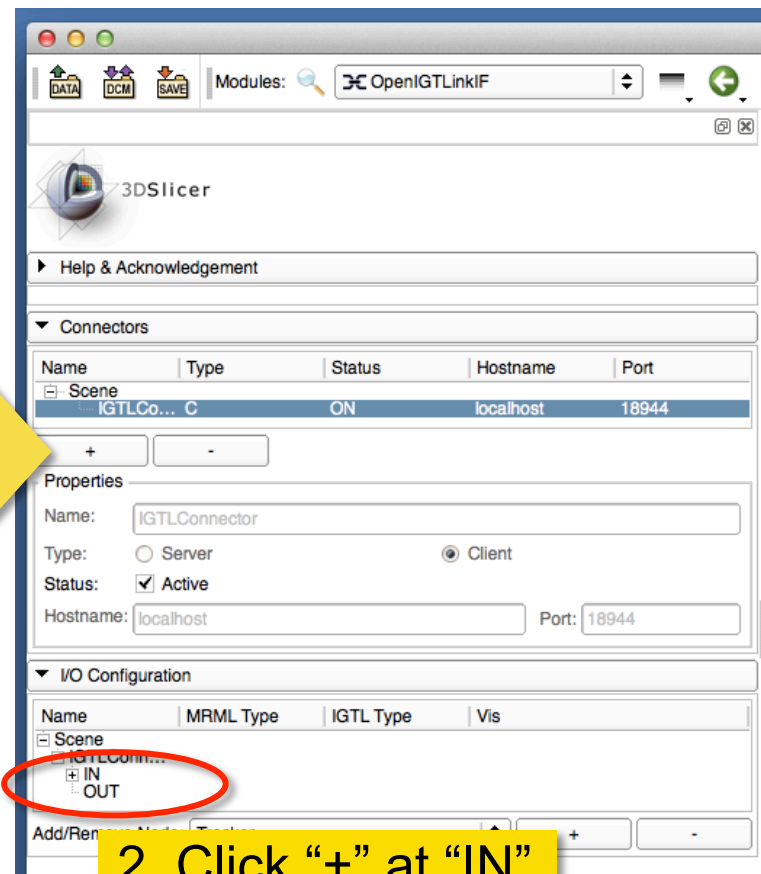 DATA DCM SAVE Modules: OpenIGTLinkIF
3DSlicer
Help & Acknowledgement
Connectors
Name Type Status Hostname Port
Scene
IGTLCo... C ON localhost 18944
+ -
Properties
Name: IGTLConnector
Type: Server Client
Status: Active
Hostname: localhost Port: 18944
I/O Configuration
Name MRML Type IGTL Type Vis
Scene
IGTLConn...
IN
OUT
+ -
2. Click “+” at “IN”